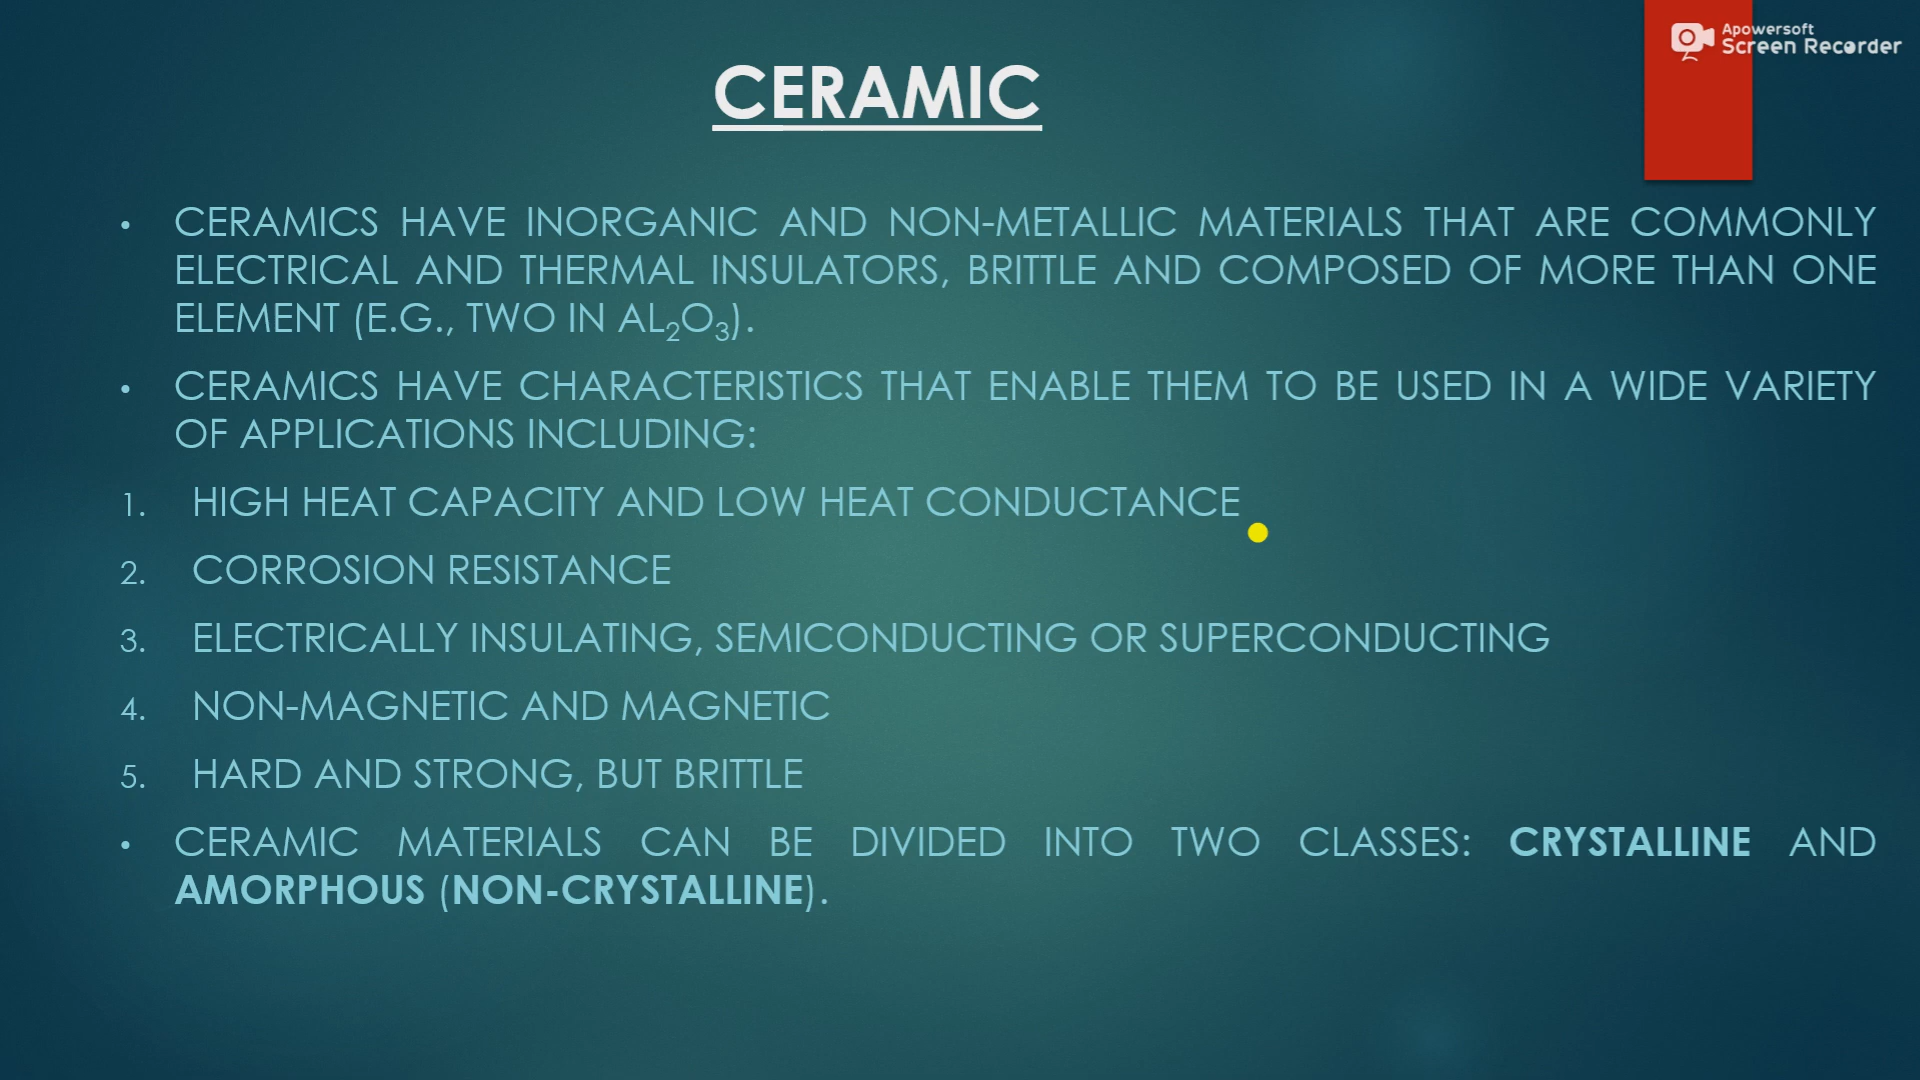 Apowersoft
Screen Recorder
CERAMIC
• CERAMICS HAVE INORGANIC AND NON-METALLIC MATERIALS THAT ARE COMMONLY
ELECTRICAL AND THERMAL INSULATORS, BRITTLE AND COMPOSED OF MORE THAN ONE
ELEMENT (E.G., TWO IN AL₂O₃).
• CERAMICS HAVE CHARACTERISTICS THAT ENABLE THEM TO BE USED IN A WIDE VARIETY
OF APPLICATIONS INCLUDING:
1. HIGH HEAT CAPACITY AND LOW HEAT CONDUCTANCE
2. CORROSION RESISTANCE
3. ELECTRICALLY INSULATING, SEMICONDUCTING OR SUPERCONDUCTING
4. NON-MAGNETIC AND MAGNETIC
5. HARD AND STRONG, BUT BRITTLE
• CERAMIC MATERIALS CAN BE DIVIDED INTO TWO CLASSES: CRYSTALLINE AND
AMORPHOUS (NON-CRYSTALLINE).